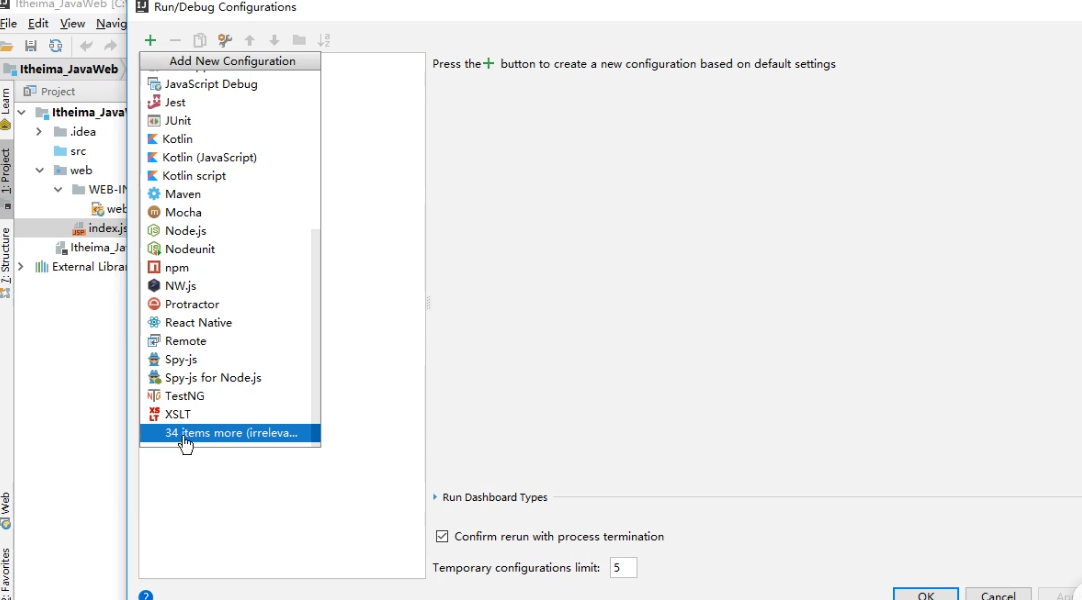 Itheima_JavaWeb [C:
Run/Debug Configurations
File Edit View Navig
Add New Configuration
Press the + button to create a new configuration based on default settings
Itheima_JavaWeb
JavaScript Debug
Project
Learn
Jest
Itheima_Java
JUnit
.idea
Kotlin
src
Kotlin (JavaScript)
1: Project
web
Kotlin script
WEB-IN
Maven
web
Mocha
index.js
Node.js
Itheima_Ja
Nodeunit
Z: Structure
External Librar
npm
NW.js
Protractor
React Native
Remote
Spy-js
Spy-js for Node.js
TestNG
XSLT
34 items more (irreleva...
Web
Run Dashboard Types
Confirm rerun with process termination
Favorites
Temporary configurations limit: 5
? OK Cancel